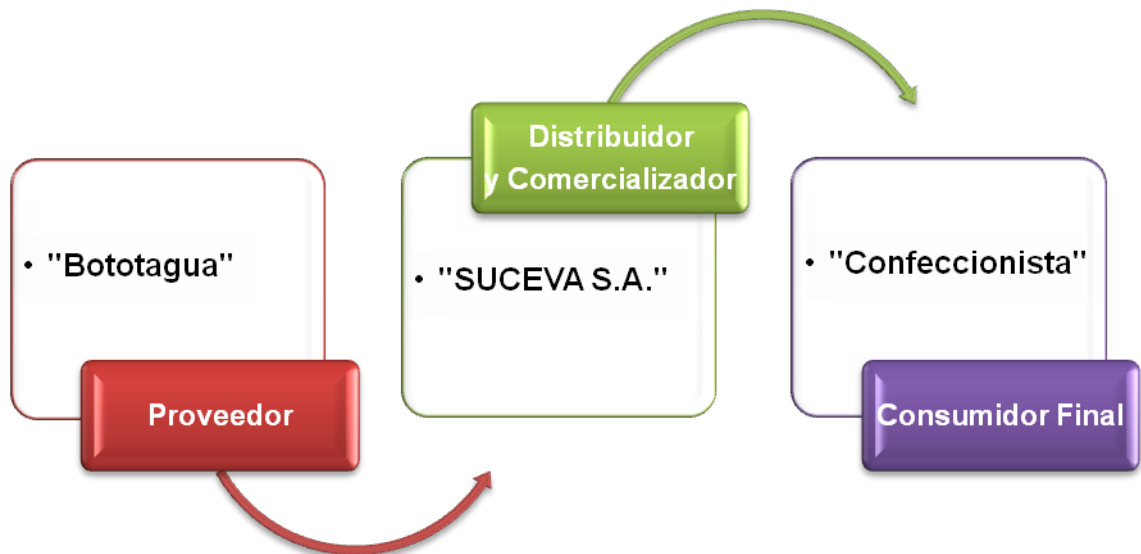 • "Bototagua"
Proveedor
Distribuidor
y Comercializador
• "SUCEVA S.A."
• "Confeccionista"
Consumidor Final